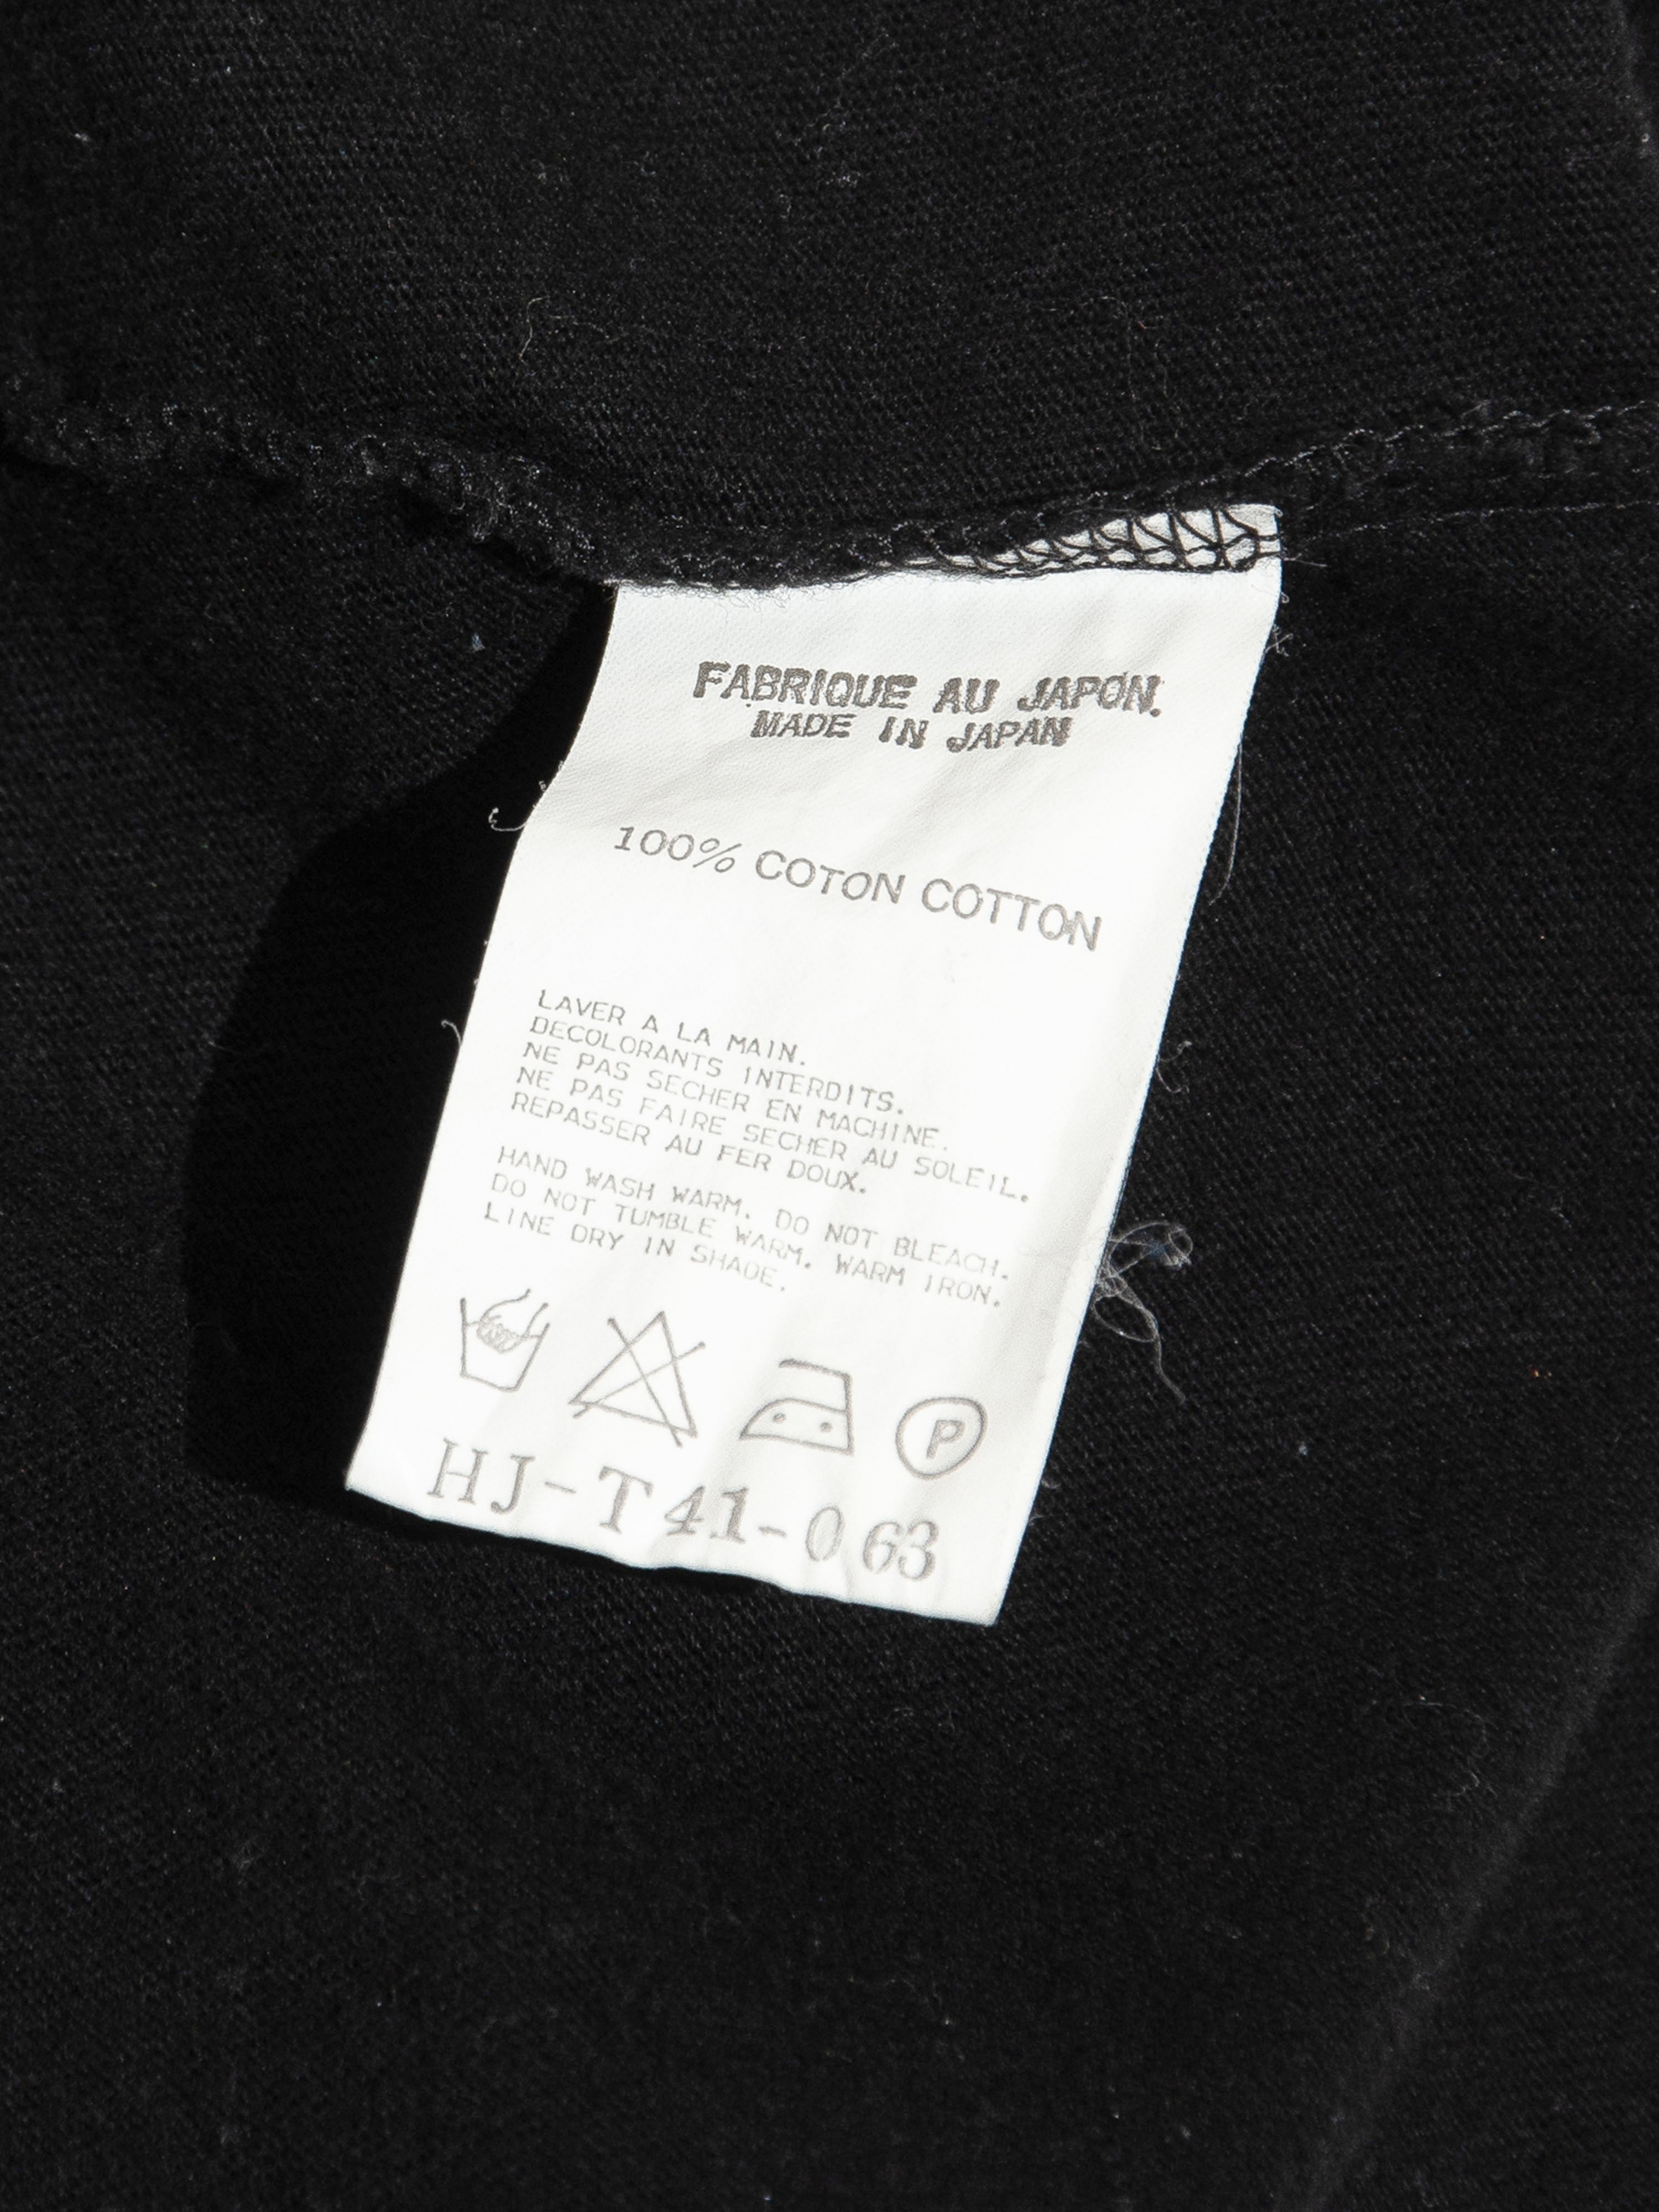 FABRIQUE AU JAPON.
MADE IN JAPAN
100% COTON COTTON
LAVER A LA MAIN.
DECOLORANTS INTERDITS.
NE PAS SECHER EN MACHINE.
NE PAS FAIRE SECHER AU SOLEIL.
REPASSER AU FER DOUX.
HAND WASH WARM. DO NOT BLEACH.
DO NOT TUMBLE WARM. WARM IRON.
LINE DRY IN SHADE.
P
HJ-T41-063